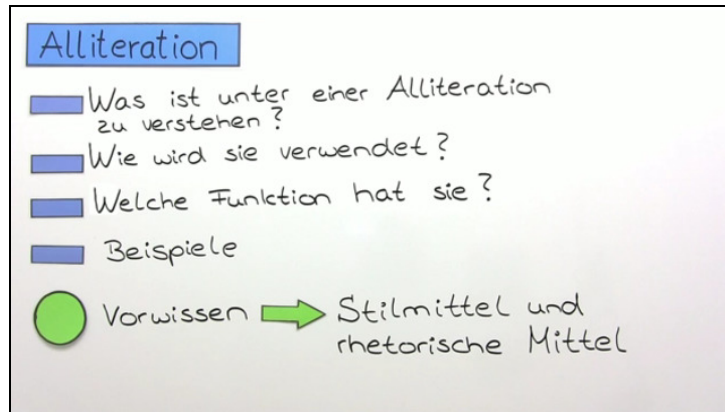 Alliteration
Was ist unter einer Alliteration
zu verstehen?
Wie wird sie verwendet?
Welche Funktion hat sie?
Beispiele
Vorwissen Stilmittel und
rhetorische Mittel